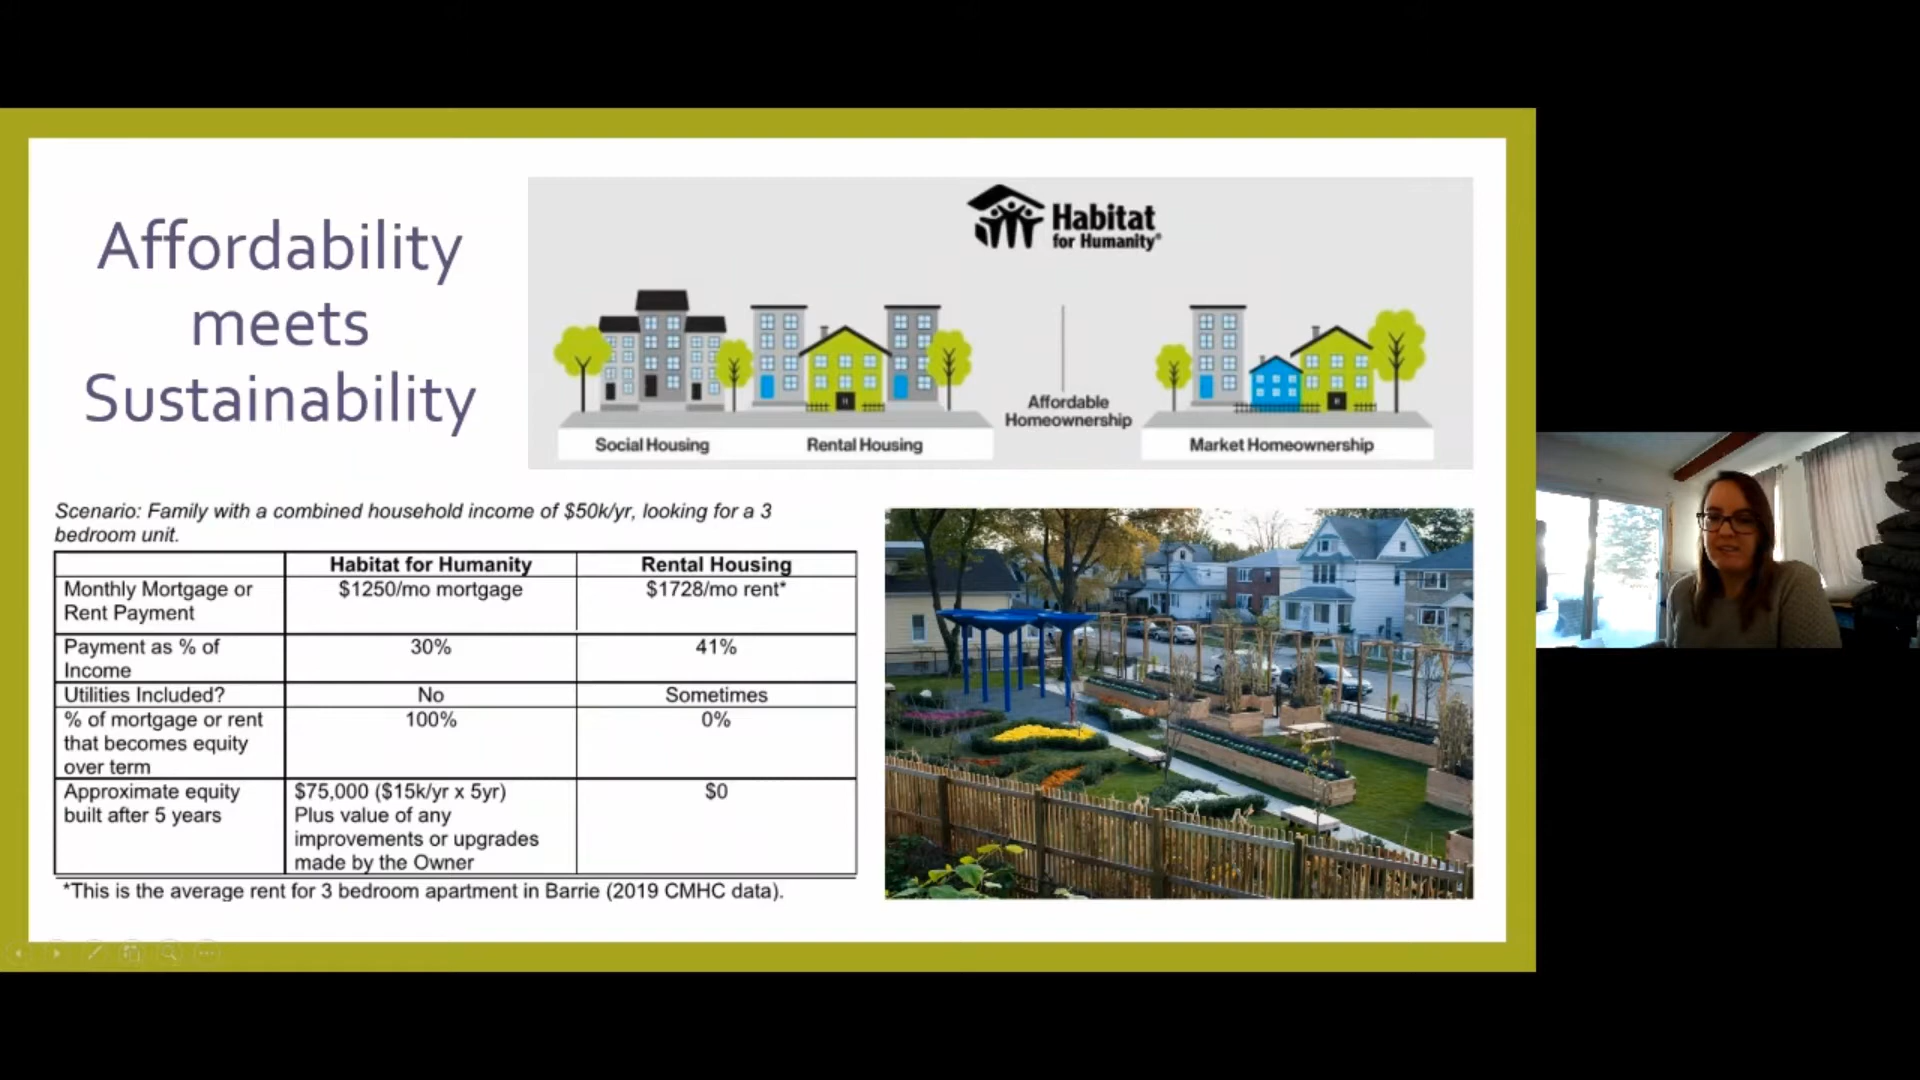 Affordability
meets
Sustainability
Habitat
for Humanity®
Affordable
Homeownership
Social Housing
Rental Housing
Market Homeownership
Scenario: Family with a combined household income of $50k/yr, looking for a 3
bedroom unit.
Habitat for Humanity
Rental Housing
Monthly Mortgage or
Rent Payment
$1250/mo mortgage
$1728/mo rent*
Payment as % of
Income
30%
41%
Utilities Included?
No
Sometimes
% of mortgage or rent
that becomes equity
over term
100%
0%
Approximate equity
built after 5 years
$75,000 ($15k/yr x 5yr)
Plus value of any
improvements or upgrades
made by the Owner
$0
*This is the average rent for 3 bedroom apartment in Barrie (2019 CMHC data).